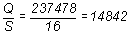 Q/S = 237478/16 = 14842